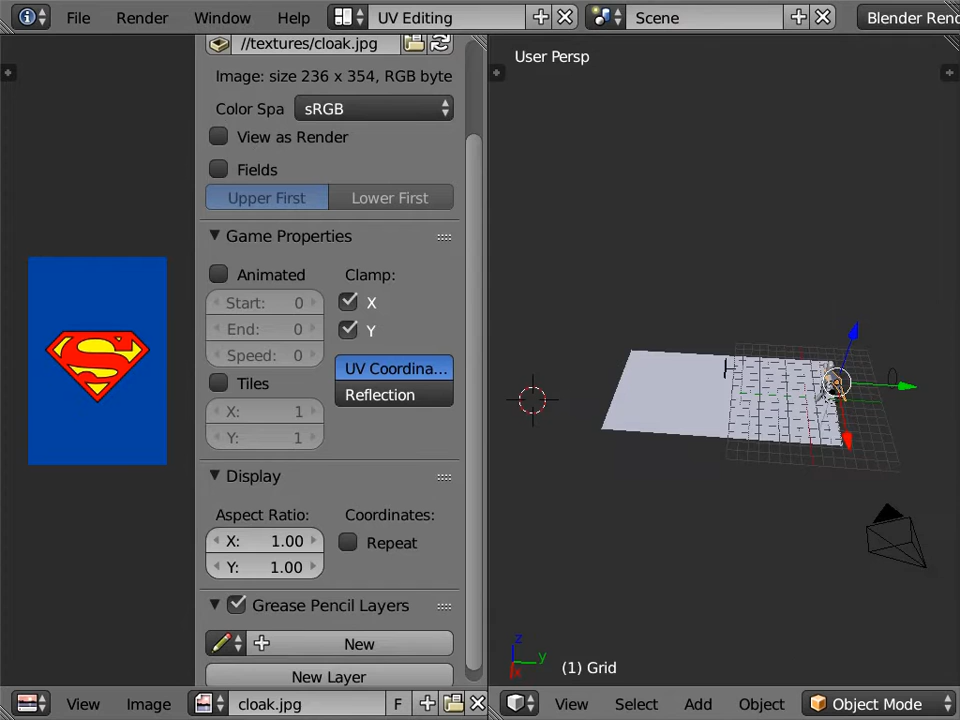 File Render Window Help UV Editing Scene Blender Ren
//textures/cloak.jpg
User Persp
Image: size 236 x 354, RGB byte
Color Spa sRGB
View as Render
Fields
Upper First Lower First
Game Properties
Animated Clamp:
Start: 0 X
End: 0 Y
Speed: 0
UV Coordina...
Tiles Reflection
X: 1
Y: 1
Display
Aspect Ratio: Coordinates:
X: 1.00 Repeat
Y: 1.00
Grease Pencil Layers
New
New Layer
z
y
x
(1) Grid
View Image cloak.jpg F
View Select Add Object Object Mode
S